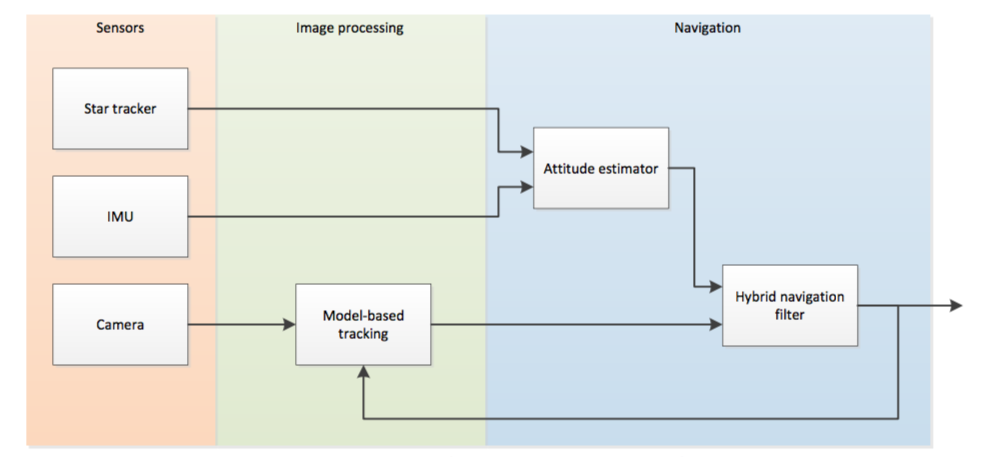 Sensors
Image processing
Navigation
Star tracker
Attitude estimator
IMU
Hybrid navigation
filter
Camera
Model-based
tracking